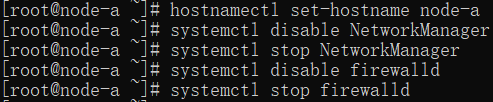 [root@node-a ~]# hostnamectl set-hostname node-a
[root@node-a ~]# systemctl disable NetworkManager
[root@node-a ~]# systemctl stop NetworkManager
[root@node-a ~]# systemctl disable firewalld
[root@node-a ~]# systemctl stop firewalld